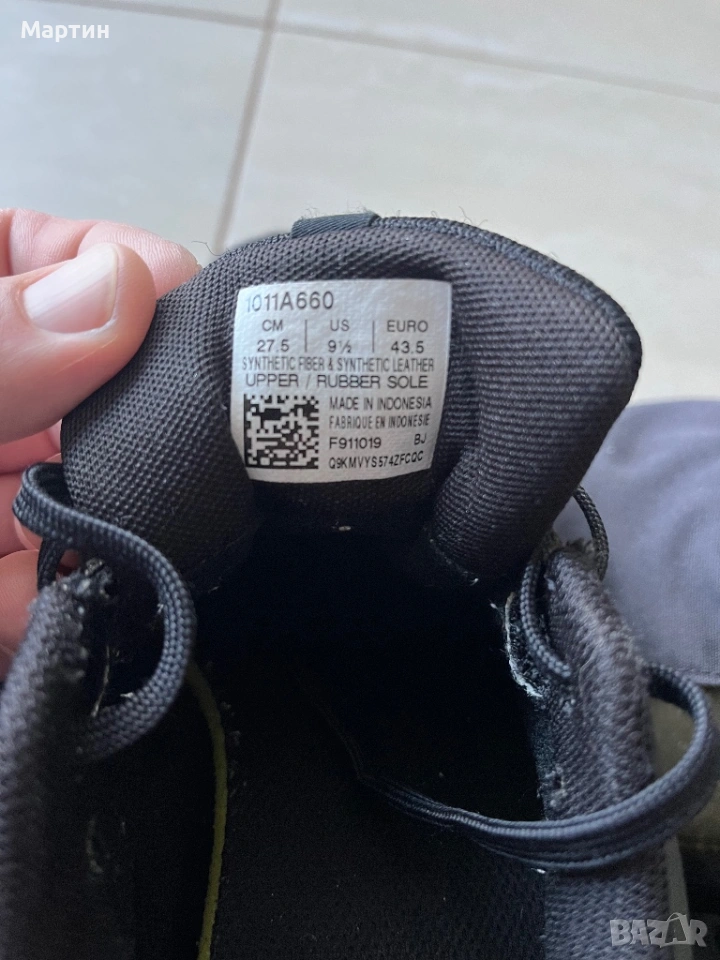 Мартин
1011A660
CM US EURO
27.5 9½ 43.5
SYNTHETIC FIBER & SYNTHETIC LEATHER
UPPER / RUBBER SOLE
MADE IN INDONESIA
FABRIQUE EN INDONESIE
F911019 BJ
Q9KMVYS574ZFCQC
BAZAR